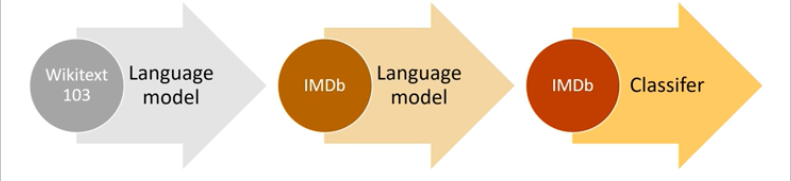 Wikitext
103
Language
model
IMDb
Language
model
IMDb
Classifer